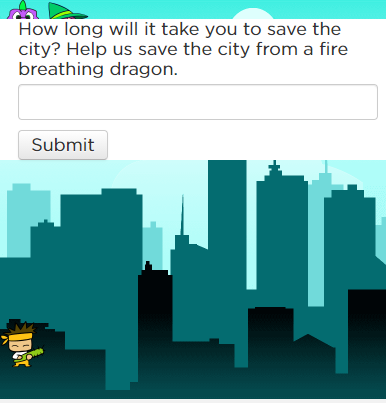 How long will it take you to save the
city? Help us save the city from a fire
breathing dragon.
Submit